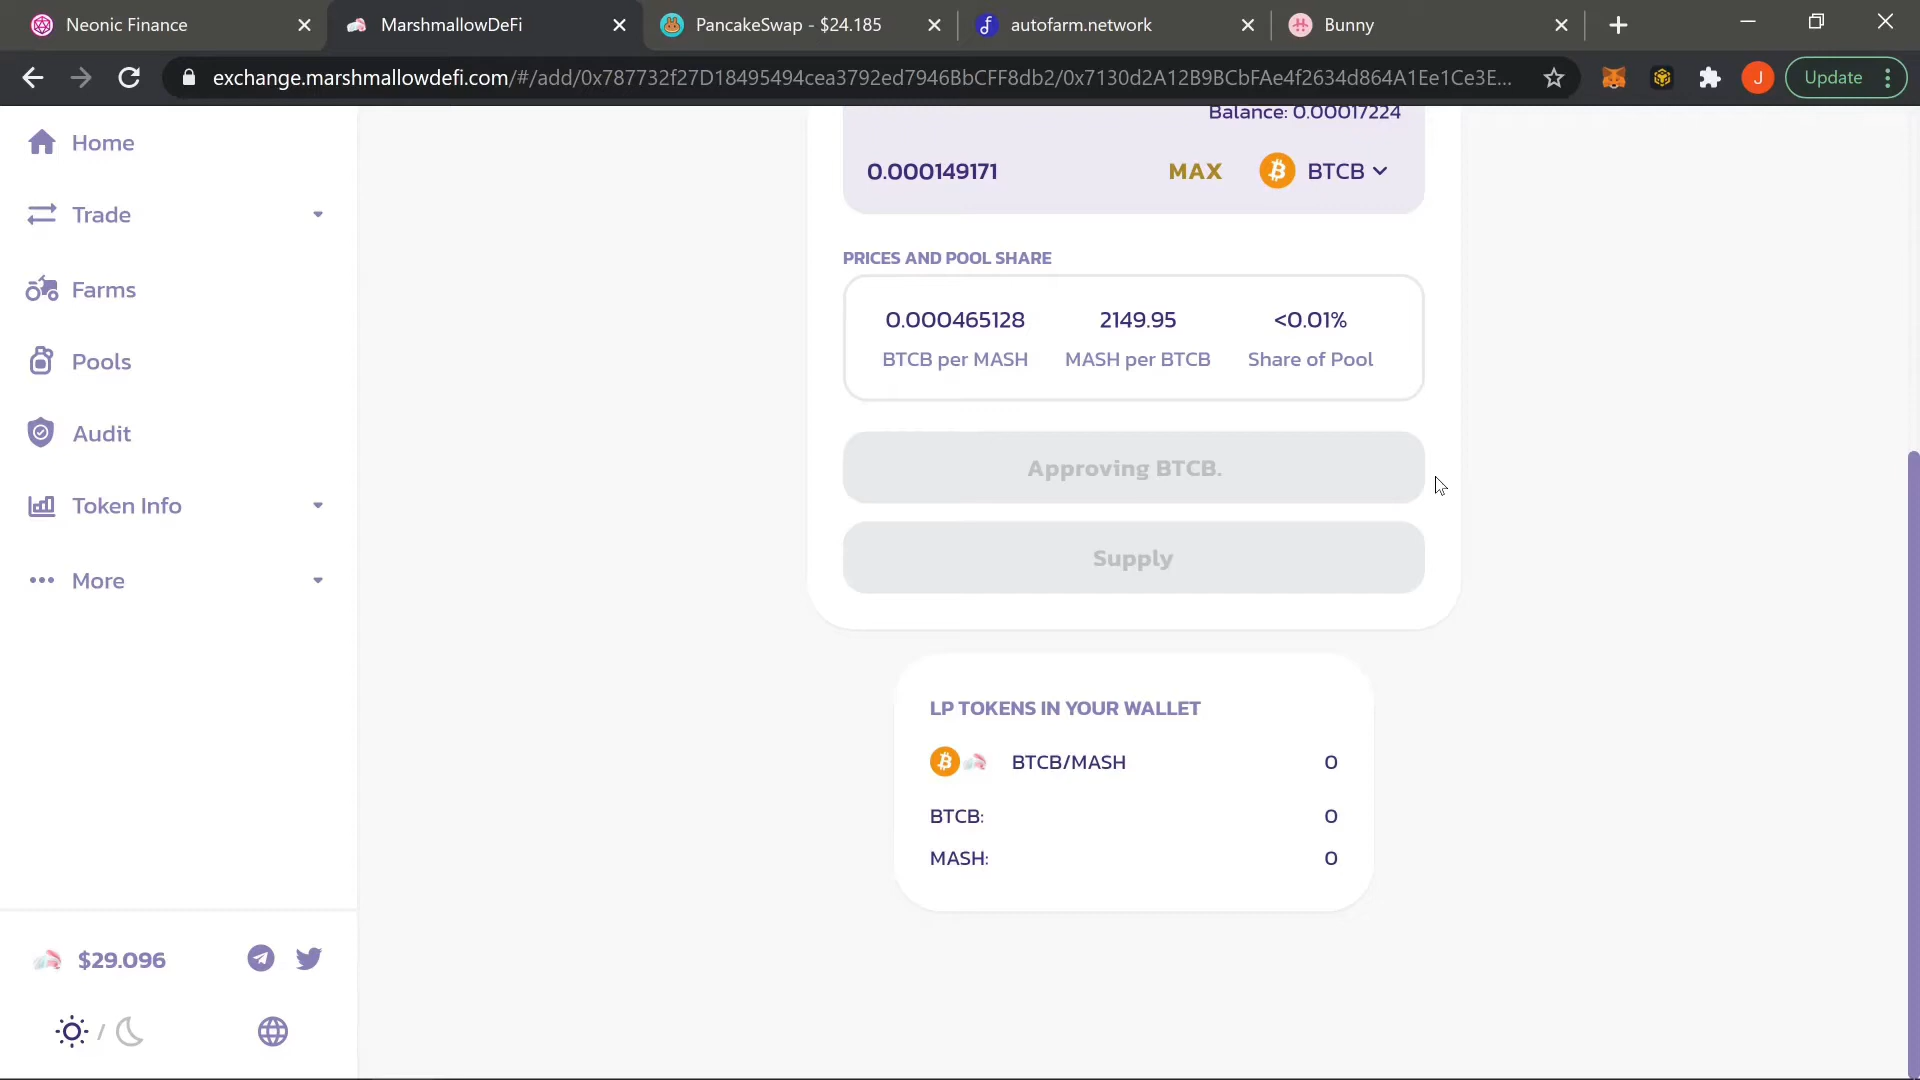 Neonic Finance
MarshmallowDeFi
PancakeSwap - $24.185
autofarm.network
Bunny
exchange.marshmallowdefi.com/#/add/0x787732f27D18495494cea3792ed7946BbCFF8db2/0x7130d2A12B9BCbFAe4f2634d864A1Ee1Ce3E...
J
Update
Home
Trade
Farms
Pools
Audit
Token Info
More
$29.096
/
Balance: 0.00017224
0.000149171
MAX
BTCB
PRICES AND POOL SHARE
0.000465128 2149.95 <0.01%
BTCB per MASH MASH per BTCB Share of Pool
Approving BTCB.
Supply
LP TOKENS IN YOUR WALLET
BTCB/MASH 0
BTCB: 0
MASH: 0